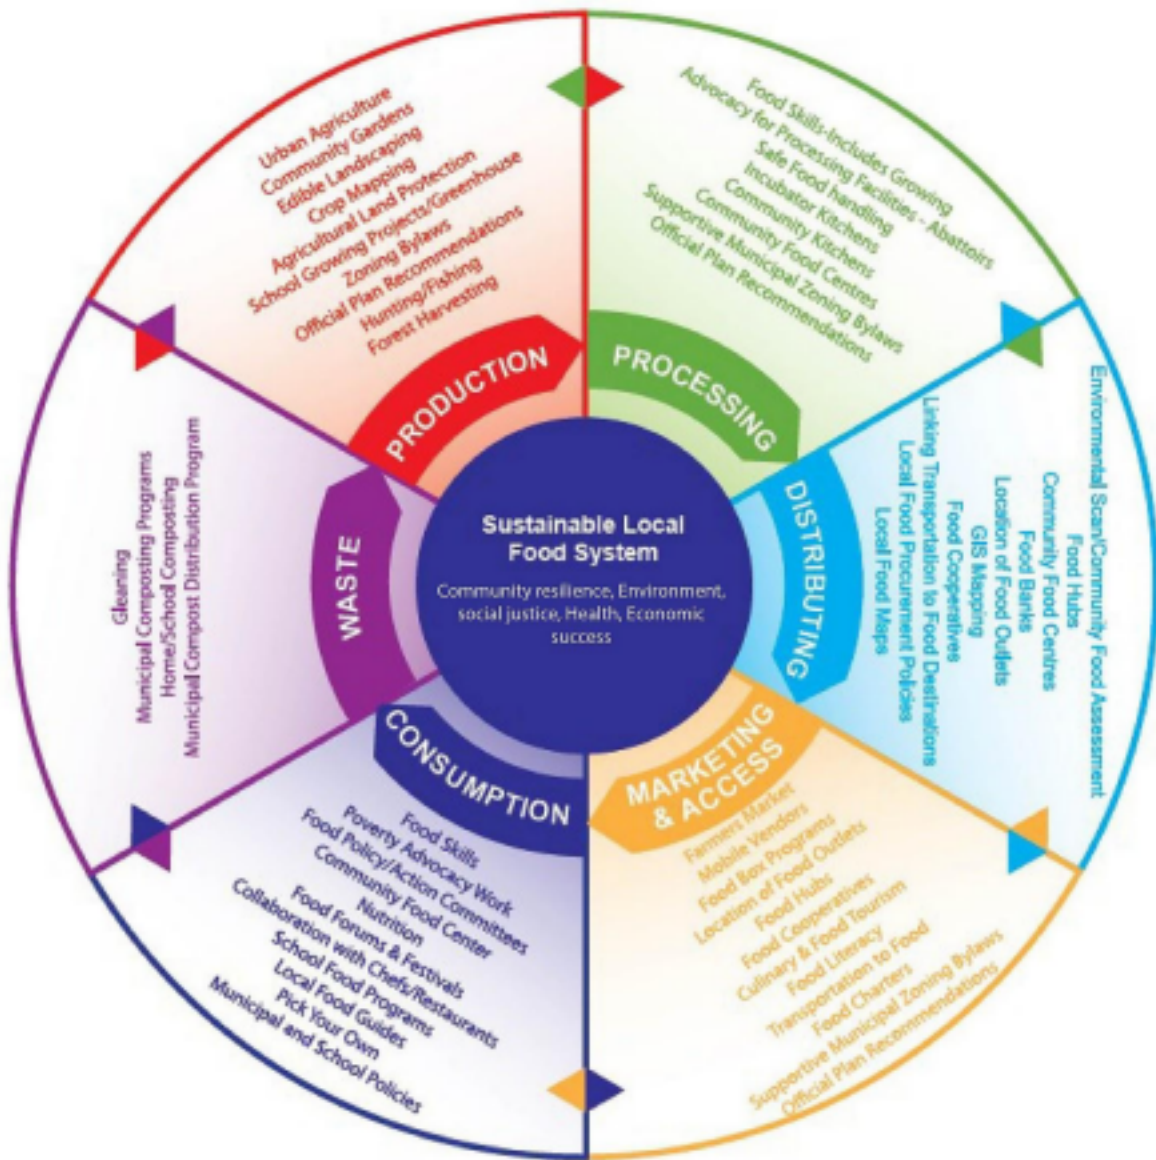 Sustainable Local
Food System
Community resilience, Environment,
social justice, Health, Economic
success
PRODUCTION
Urban Agriculture
Community Gardens
Edible Landscaping
Crop Mapping
Agricultural Land Protection
School Growing Projects/Greenhouse
Zoning Bylaws
Official Plan Recommendations
Hunting/Fishing
Forest Harvesting
PROCESSING
Food Skills-Includes Growing
Advocacy for Processing Facilities - Abattoirs
Safe Food handling
Incubator Kitchens
Community Kitchens
Community Food Centres
Supportive Municipal Zoning Bylaws
Official Plan Recommendations
DISTRIBUTING
Environmental Scan/Community Food Assessment
Food Hubs
Community Food Centres
Food Banks
Location of Food Outlets
GIS Mapping
Food Cooperatives
Linking Transportation to Food Destinations
Local Food Procurement Policies
Local Food Maps
MARKETING
& ACCESS
Farmers Market
Mobile Vendors
Food Box Programs
Location of Food Outlets
Food Hubs
Food Cooperatives
Culinary & Food Tourism
Food Literacy
Transportation to Food
Food Charters
Supportive Municipal Zoning Bylaws
Official Plan Recommendations
CONSUMPTION
Food Skills
Poverty Advocacy Work
Food Policy/Action Committees
Community Food Center
Nutrition
Food Forums & Festivals
Collaboration with Chefs/Restaurants
School Food Programs
Local Food Guides
Pick Your Own
Municipal and School Policies
WASTE
Gleaning
Municipal Composting Programs
Home/School Composting
Municipal Compost Distribution Program